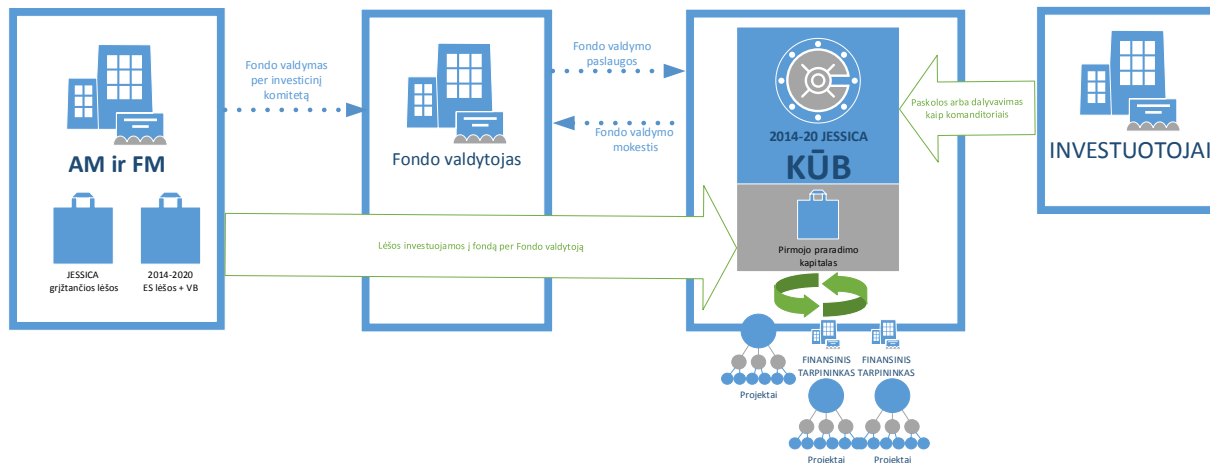 AM ir FM
JESSICA
grįžtančios lėšos
2014-2020
ES lėšos + VB
Fondo valdymas
per investicinį
komitetą
Fondo valdytojas
Fondo valdymo
paslaugos
Fondo valdymo
mokestis
Lėšos investuojamos į fondą per Fondo valdytoją
2014-20 JESSICA
KŪB
Pirmojo praradimo
kapitalas
Paskolos arba dalyvavimas
kaip komanditoriais
INVESTUOTOJAI
Projektai
FINANSINIS
TARPININKAS
Projektai
FINANSINIS
TARPININKAS
Projektai